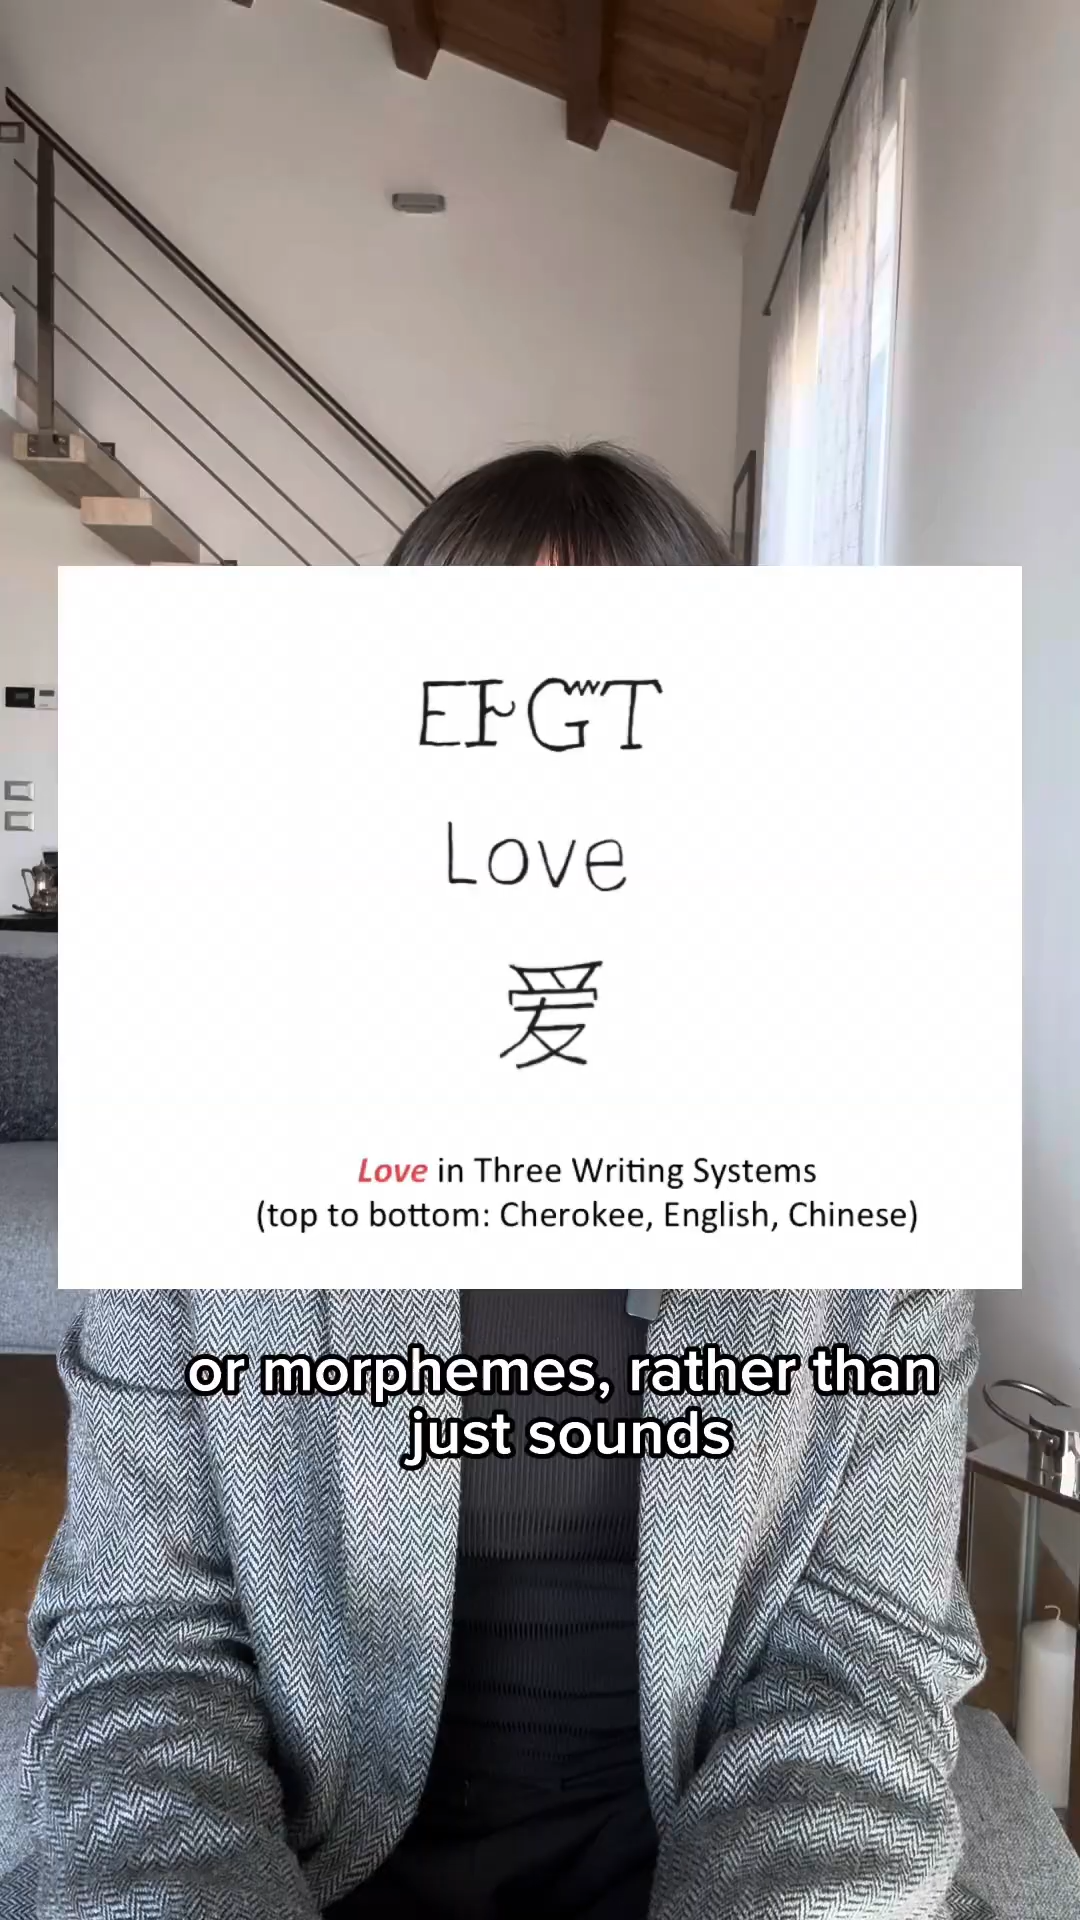 ᎬᎨᏳᎢ
Love
爱
Love in Three Writing Systems
(top to bottom: Cherokee, English, Chinese)
or morphemes, rather than
just sounds